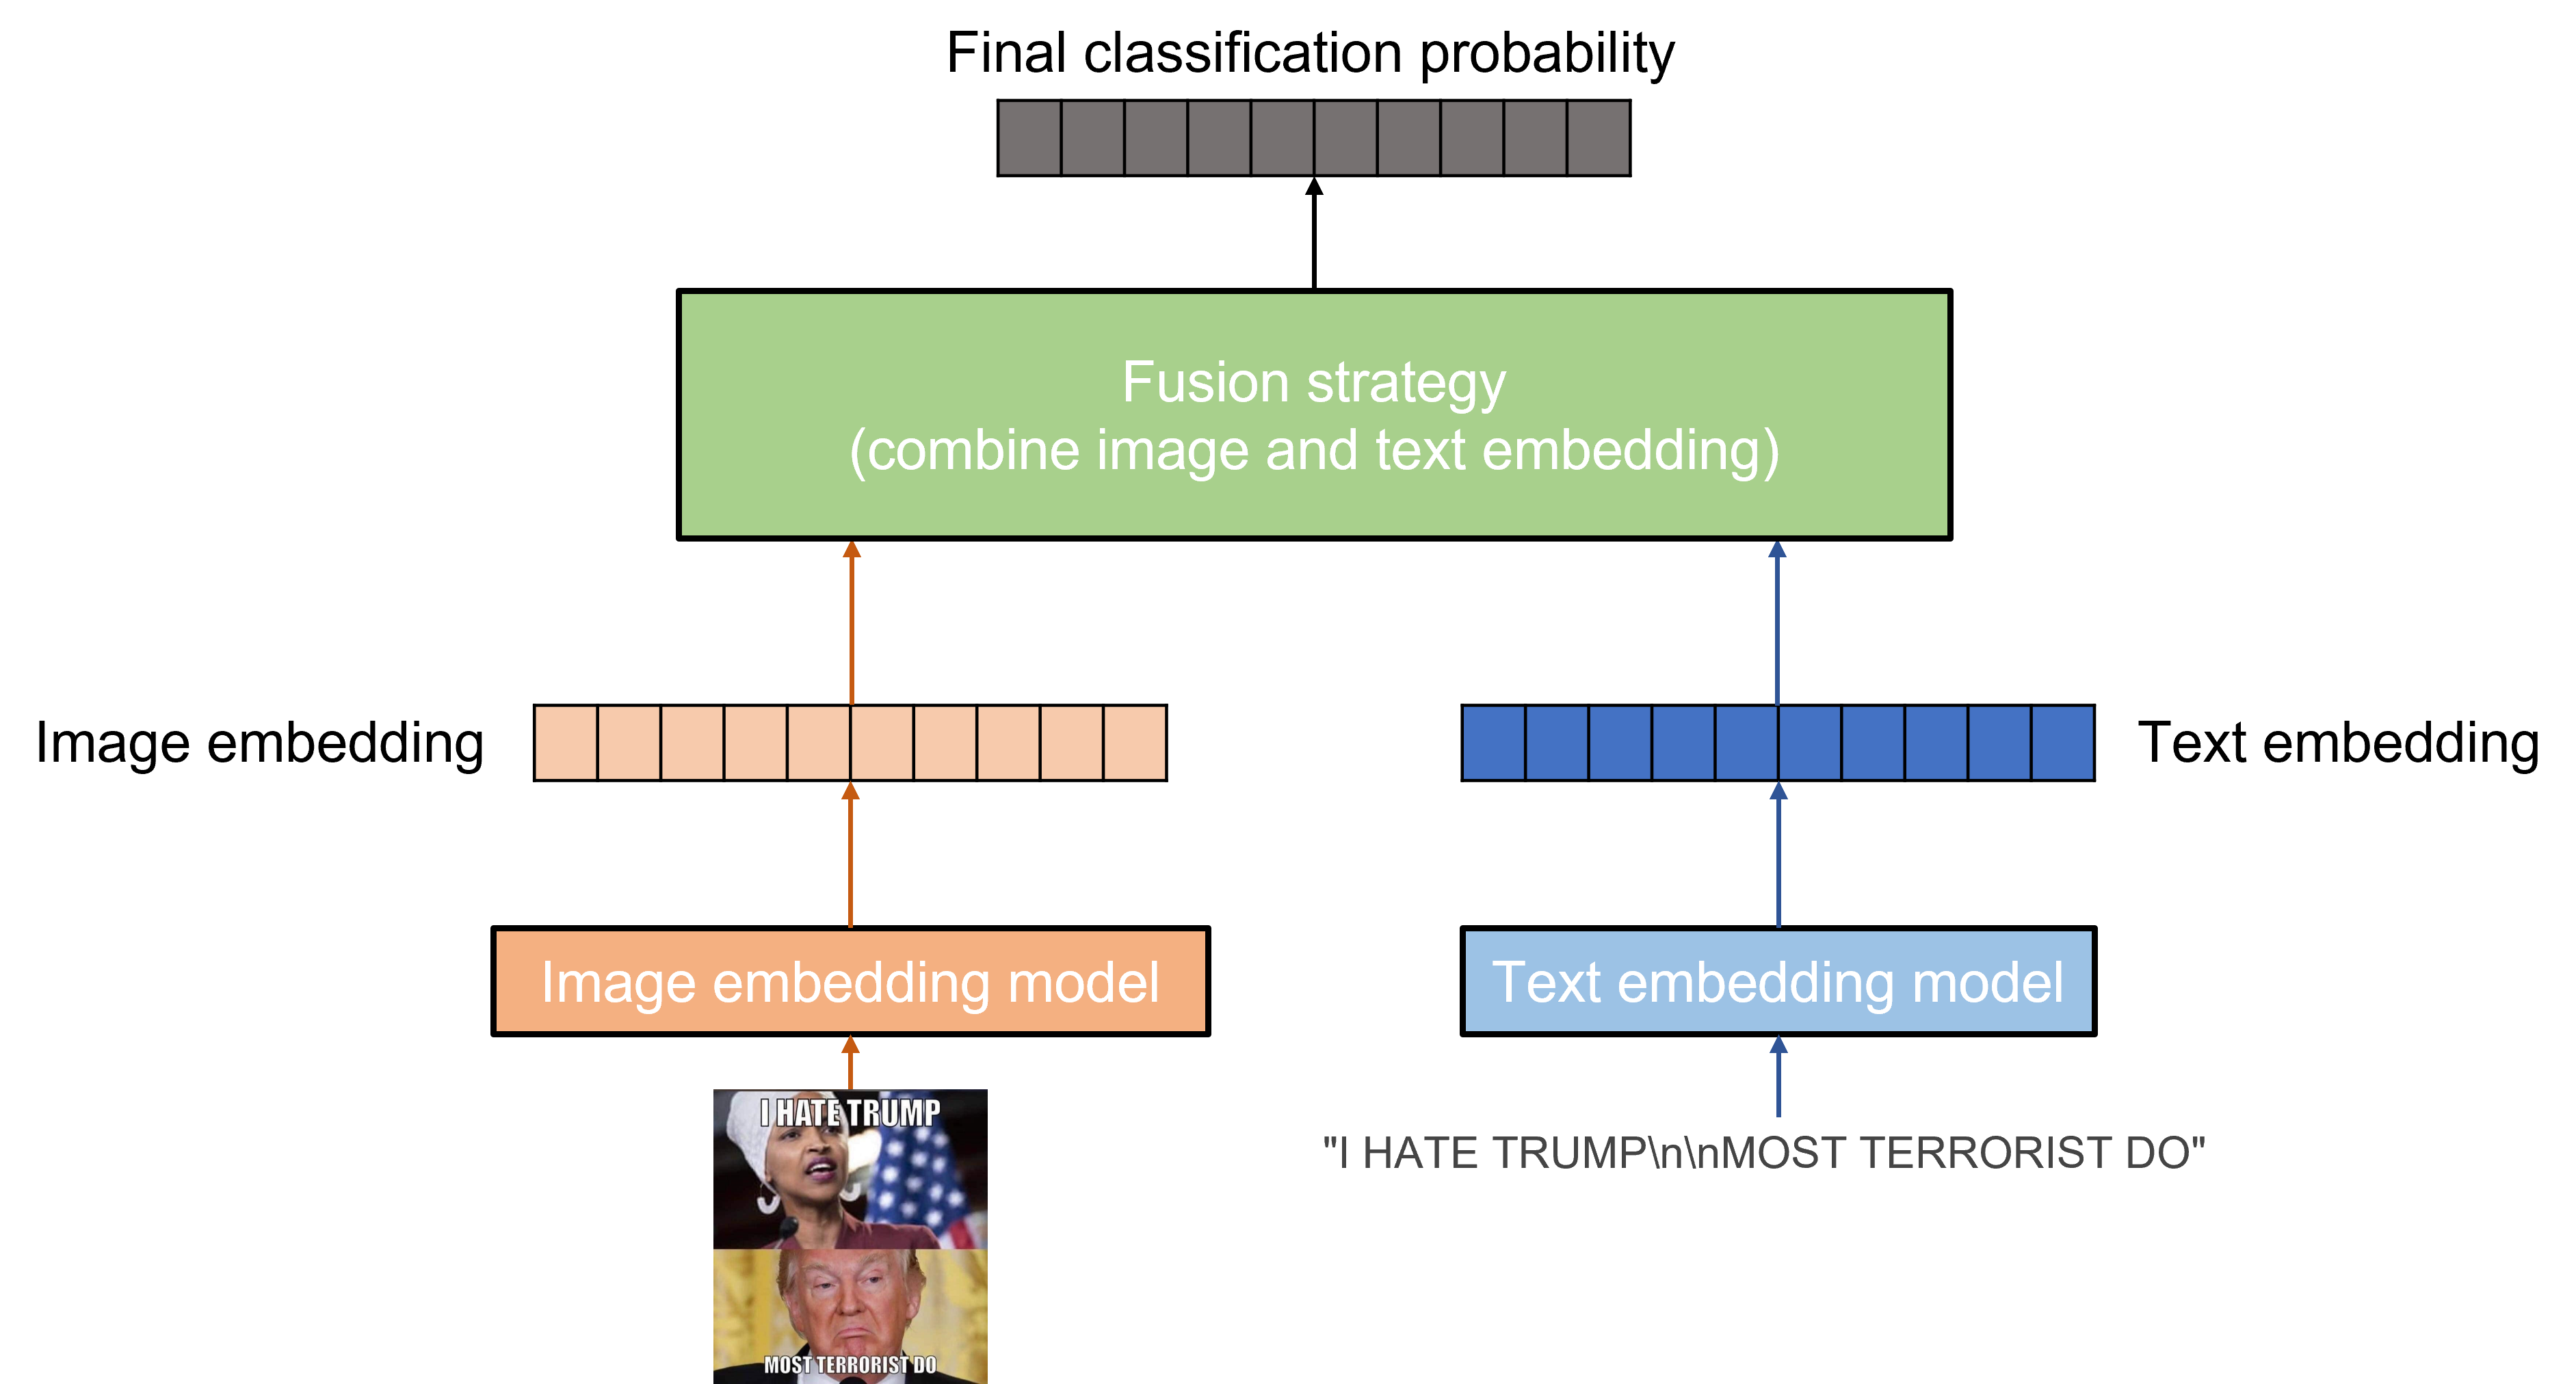 Final classification probability
Fusion strategy
(combine image and text embedding)
Image embedding
Text embedding
Image embedding model
Text embedding model
I HATE TRUMP
MOST TERRORIST DO
"I HATE TRUMP\n\nMOST TERRORIST DO"